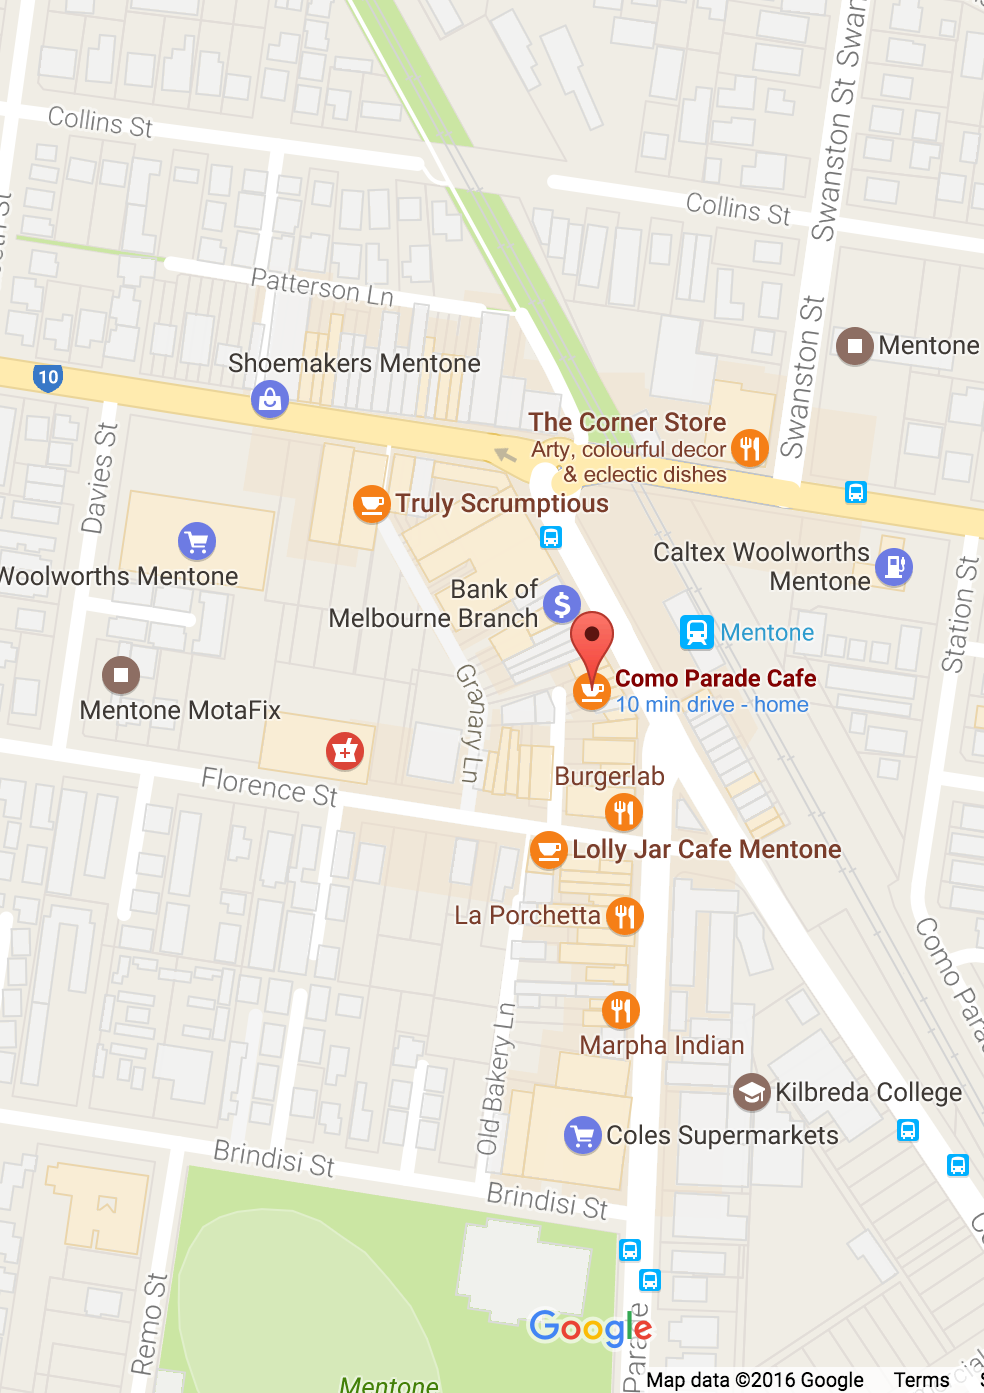 Swanston St
Swan
Collins St
Collins St
Patterson Ln
Swanston St
Mentone
Shoemakers Mentone
10
The Corner Store
Arty, colourful decor
& eclectic dishes
Davies St
Truly Scrumptious
Woolworths Mentone
Caltex Woolworths
Mentone
Bank of
Melbourne Branch
$
Station St
Mentone
Como Parade Cafe
10 min drive - home
Mentone MotaFix
Granary Ln
Florence St
Burgerlab
Lolly Jar Cafe Mentone
La Porchetta
Como Para
Marpha Indian
Old Bakery Ln
Kilbreda College
Coles Supermarkets
Brindisi St
Brindisi St
Remo St
Google
Parade
Mentone
Map data ©2016 Google
Terms